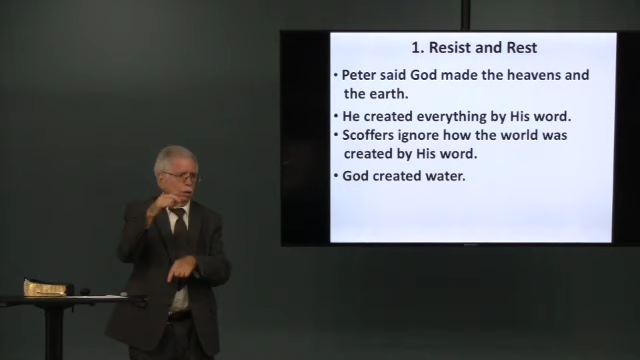 1. Resist and Rest
• Peter said God made the heavens and
the earth.
• He created everything by His word.
• Scoffers ignore how the world was
created by His word.
• God created water.